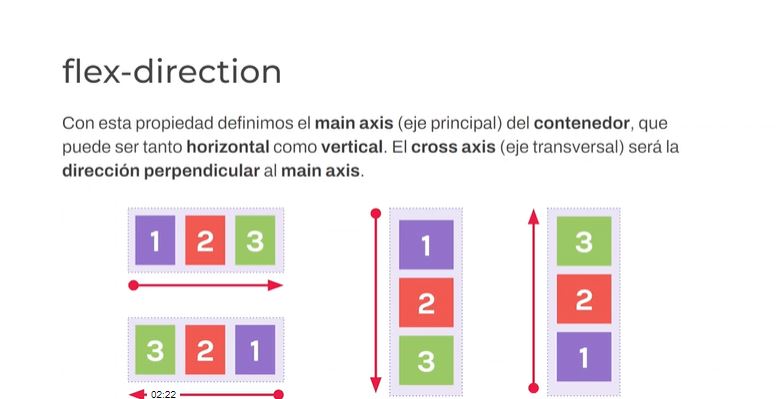 flex-direction
Con esta propiedad definimos el main axis (eje principal) del contenedor, que
puede ser tanto horizontal como vertical. El cross axis (eje transversal) será la
dirección perpendicular al main axis.
1 2 3
3 2 1
02:22
1
2
3
3
2
1